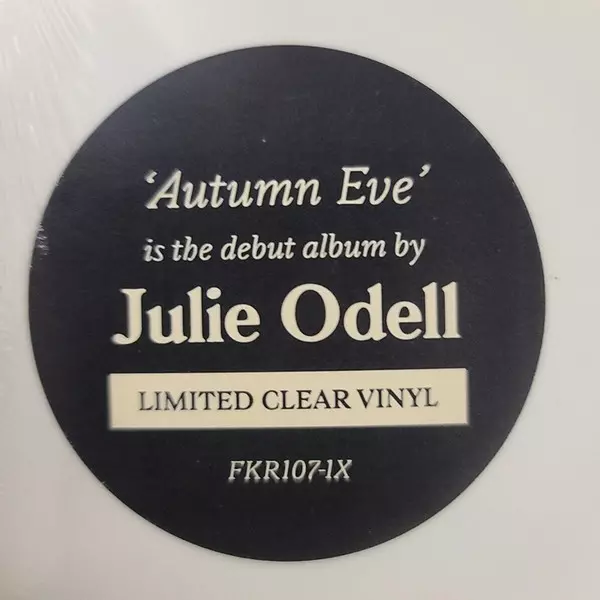 ‘Autumn Eve’
is the debut album by
Julie Odell
LIMITED CLEAR VINYL
FKR107-1X